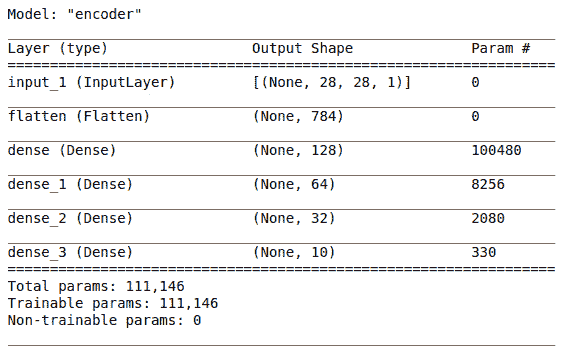 Model: "encoder"
Layer (type) Output Shape Param #
input_1 (InputLayer) [(None, 28, 28, 1)] 0
flatten (Flatten) (None, 784) 0
dense (Dense) (None, 128) 100480
dense_1 (Dense) (None, 64) 8256
dense_2 (Dense) (None, 32) 2080
dense_3 (Dense) (None, 10) 330
Total params: 111,146
Trainable params: 111,146
Non-trainable params: 0